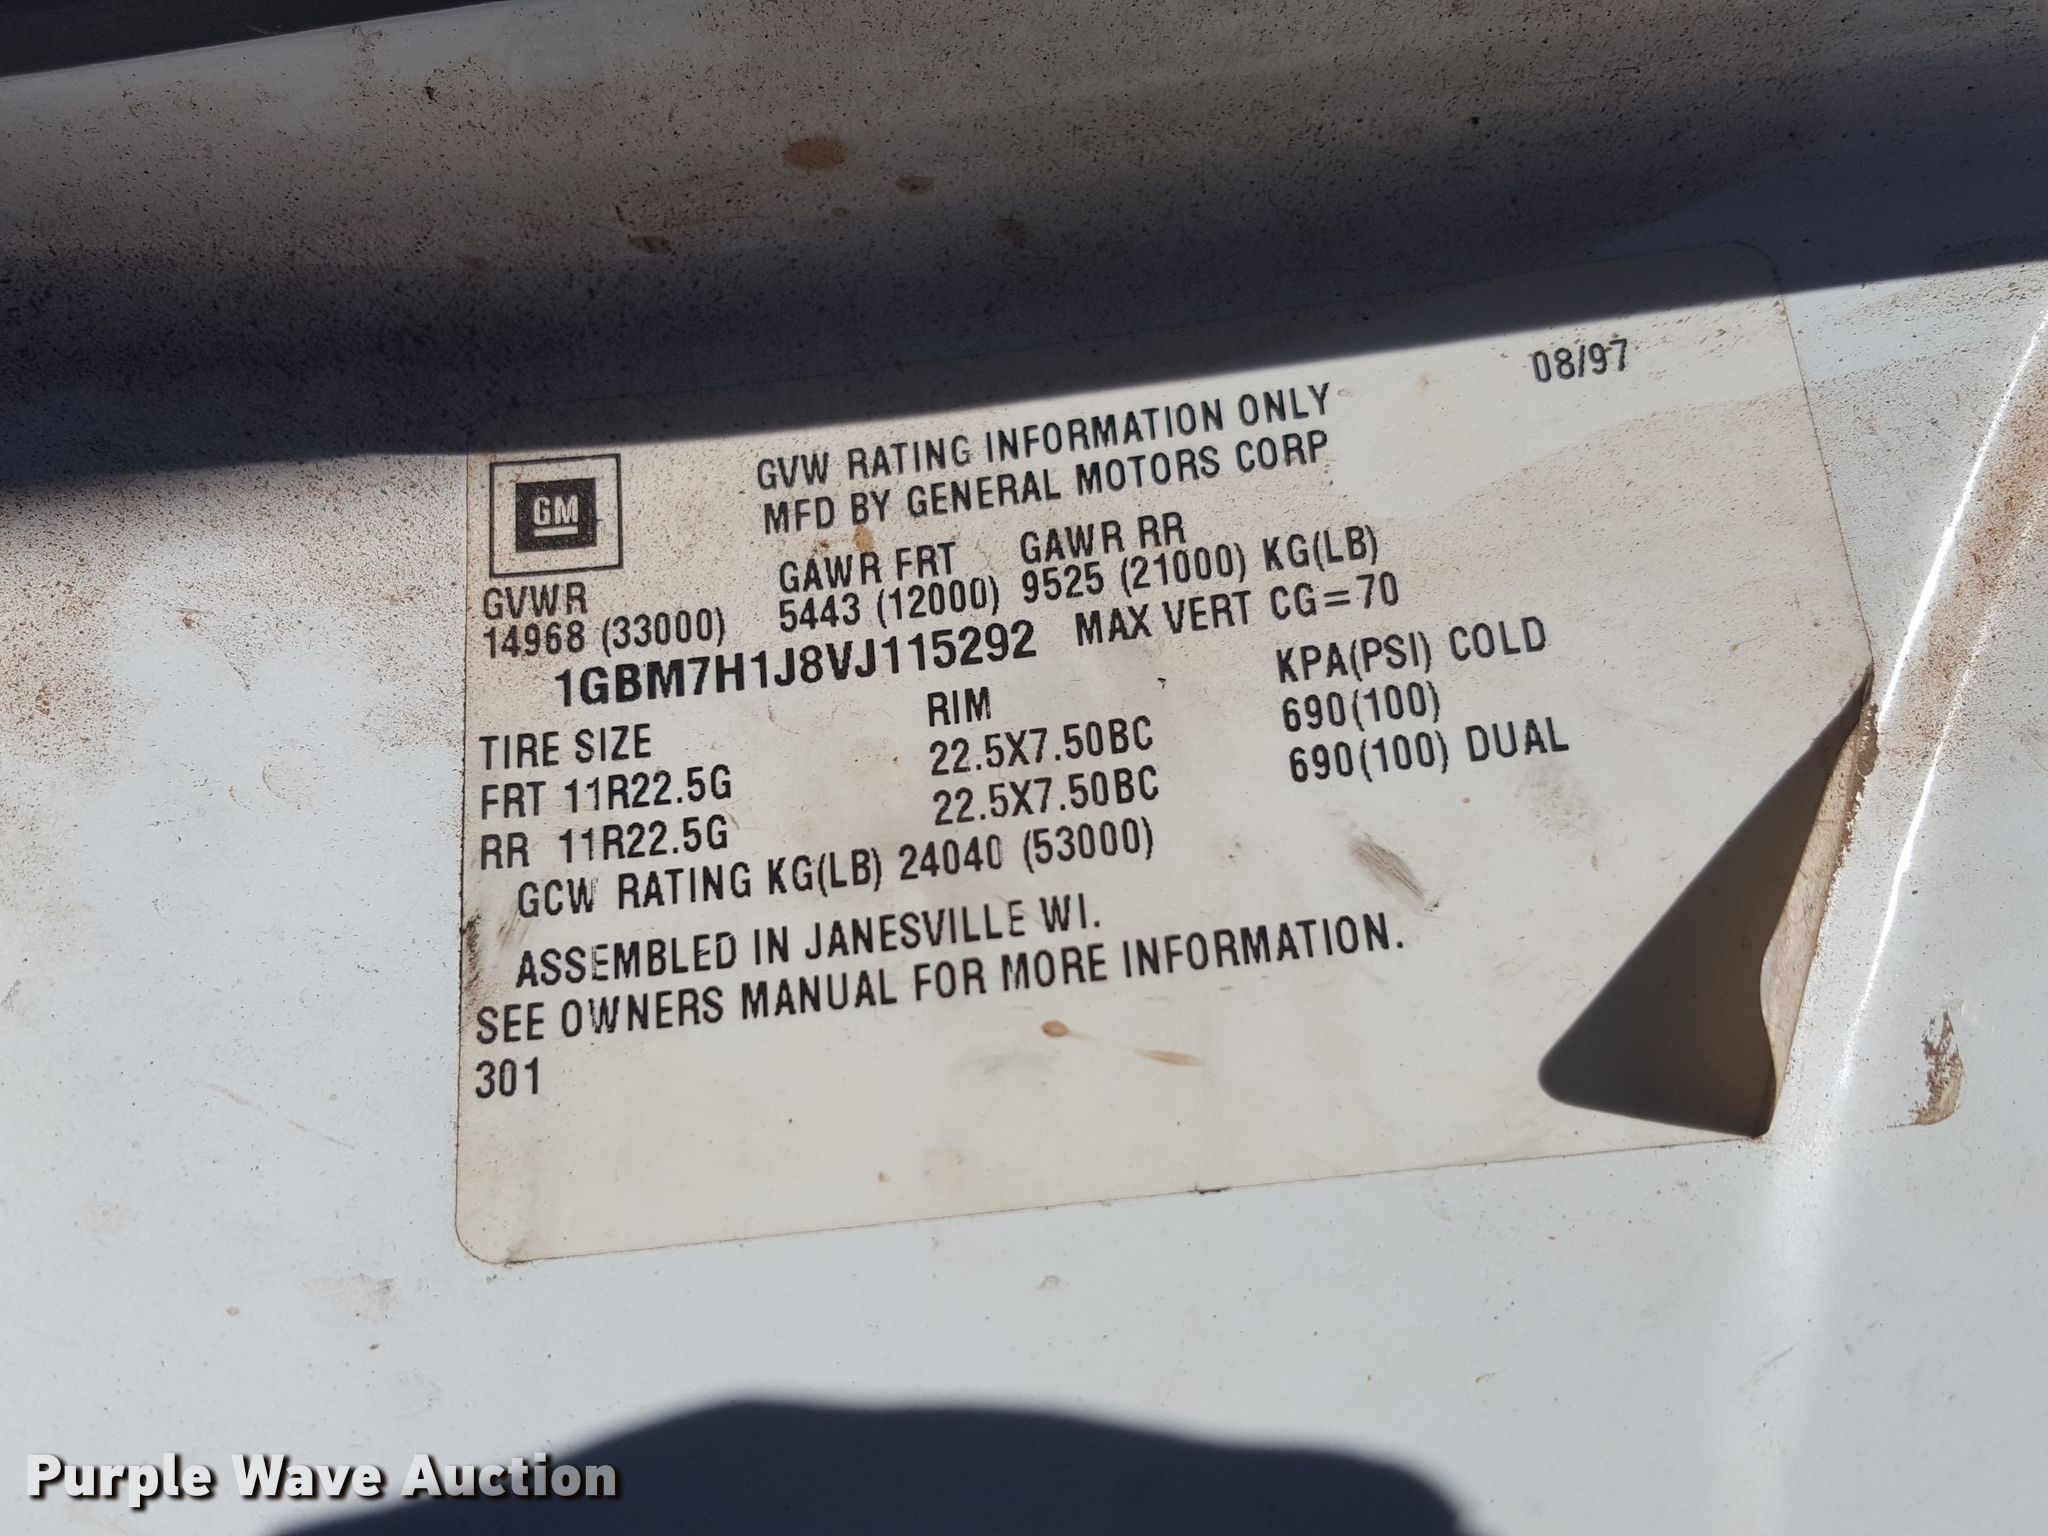 08/97
GVW RATING INFORMATION ONLY
MFD BY GENERAL MOTORS CORP
GM
GVWR GAWR FRT GAWR RR
14968 (33000) 5443 (12000) 9525 (21000) KG(LB)
1GBM7H1J8VJ115292 MAX VERT CG=70
TIRE SIZE RIM KPA(PSI) COLD
FRT 11R22.5G 22.5X7.50BC 690(100)
RR 11R22.5G 22.5X7.50BC 690(100) DUAL
GCW RATING KG(LB) 24040 (53000)
ASSEMBLED IN JANESVILLE WI.
SEE OWNERS MANUAL FOR MORE INFORMATION.
301
Purple Wave Auction